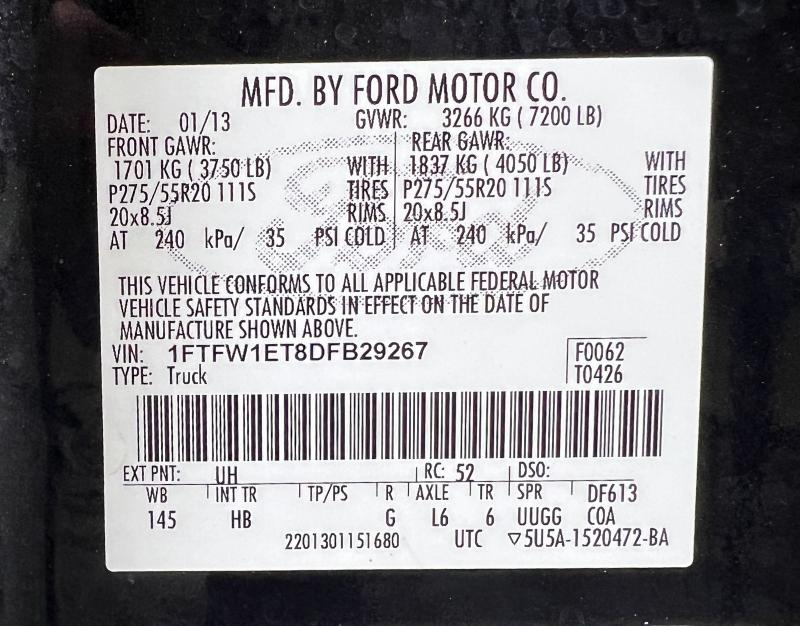 MFD. BY FORD MOTOR CO.
DATE: 01/13 GVWR: 3266 KG ( 7200 LB)
FRONT GAWR: REAR GAWR:
1701 KG ( 3750 LB) WITH 1837 KG ( 4050 LB) WITH
P275/55R20 111S TIRES P275/55R20 111S TIRES
20x8.5J RIMS 20x8.5J RIMS
AT 240 kPa/ 35 PSI COLD AT 240 kPa/ 35 PSI COLD
THIS VEHICLE CONFORMS TO ALL APPLICABLE FEDERAL MOTOR
VEHICLE SAFETY STANDARDS IN EFFECT ON THE DATE OF
MANUFACTURE SHOWN ABOVE.
VIN: 1FTFW1ET8DFB29267 F0062
TYPE: Truck T0426
EXT PNT: UH RC: 52 DSO:
WB INT TR TP/PS R AXLE TR SPR DF613
145 HB G L6 6 UUGG COA
2201301151680 UTC ▽5U5A-1520472-BA